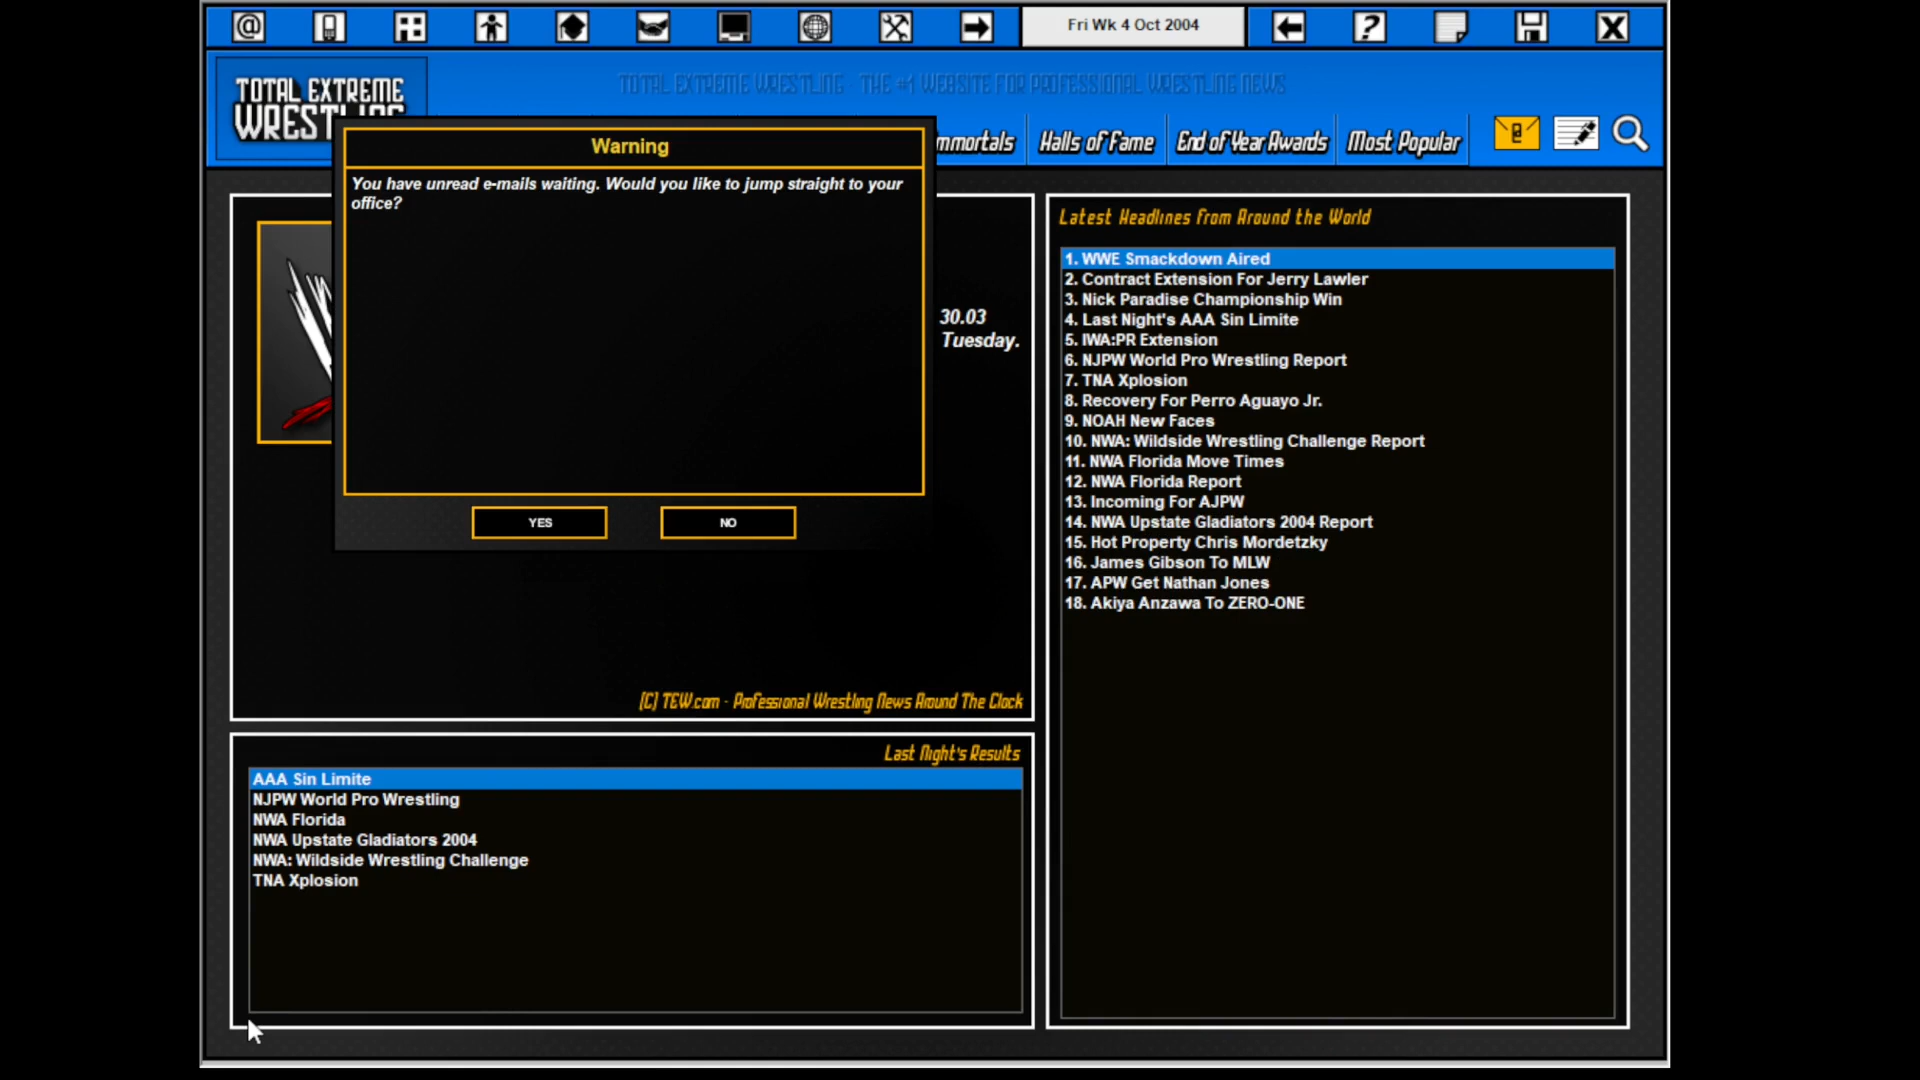 Fri Wk 4 Oct 2004
TOTAL EXTREME WRESTLING - THE #1 WEBSITE FOR PROFESSIONAL WRESTLING NEWS
TOTAL EXTREME
Halls of Fame
End of Year Awards
Most Popular
Warning
You have unread e-mails waiting. Would you like to jump straight to your
office?
YES
NO
30.03
Tuesday.
(C) TEW.com - Professional Wrestling News Around The Clock
Last Night's Results
AAA Sin Limite
NJPW World Pro Wrestling
NWA Florida
NWA Upstate Gladiators 2004
NWA: Wildside Wrestling Challenge
TNA Xplosion
Latest Headlines From Around the World
1. WWE Smackdown Aired
2. Contract Extension For Jerry Lawler
3. Nick Paradise Championship Win
4. Last Night's AAA Sin Limite
5. IWA:PR Extension
6. NJPW World Pro Wrestling Report
7. TNA Xplosion
8. Recovery For Perro Aguayo Jr.
9. NOAH New Faces
10. NWA: Wildside Wrestling Challenge Report
11. NWA Florida Move Times
12. NWA Florida Report
13. Incoming For AJPW
14. NWA Upstate Gladiators 2004 Report
15. Hot Property Chris Mordetzky
16. James Gibson To MLW
17. APW Get Nathan Jones
18. Akiya Anzawa To ZERO-ONE